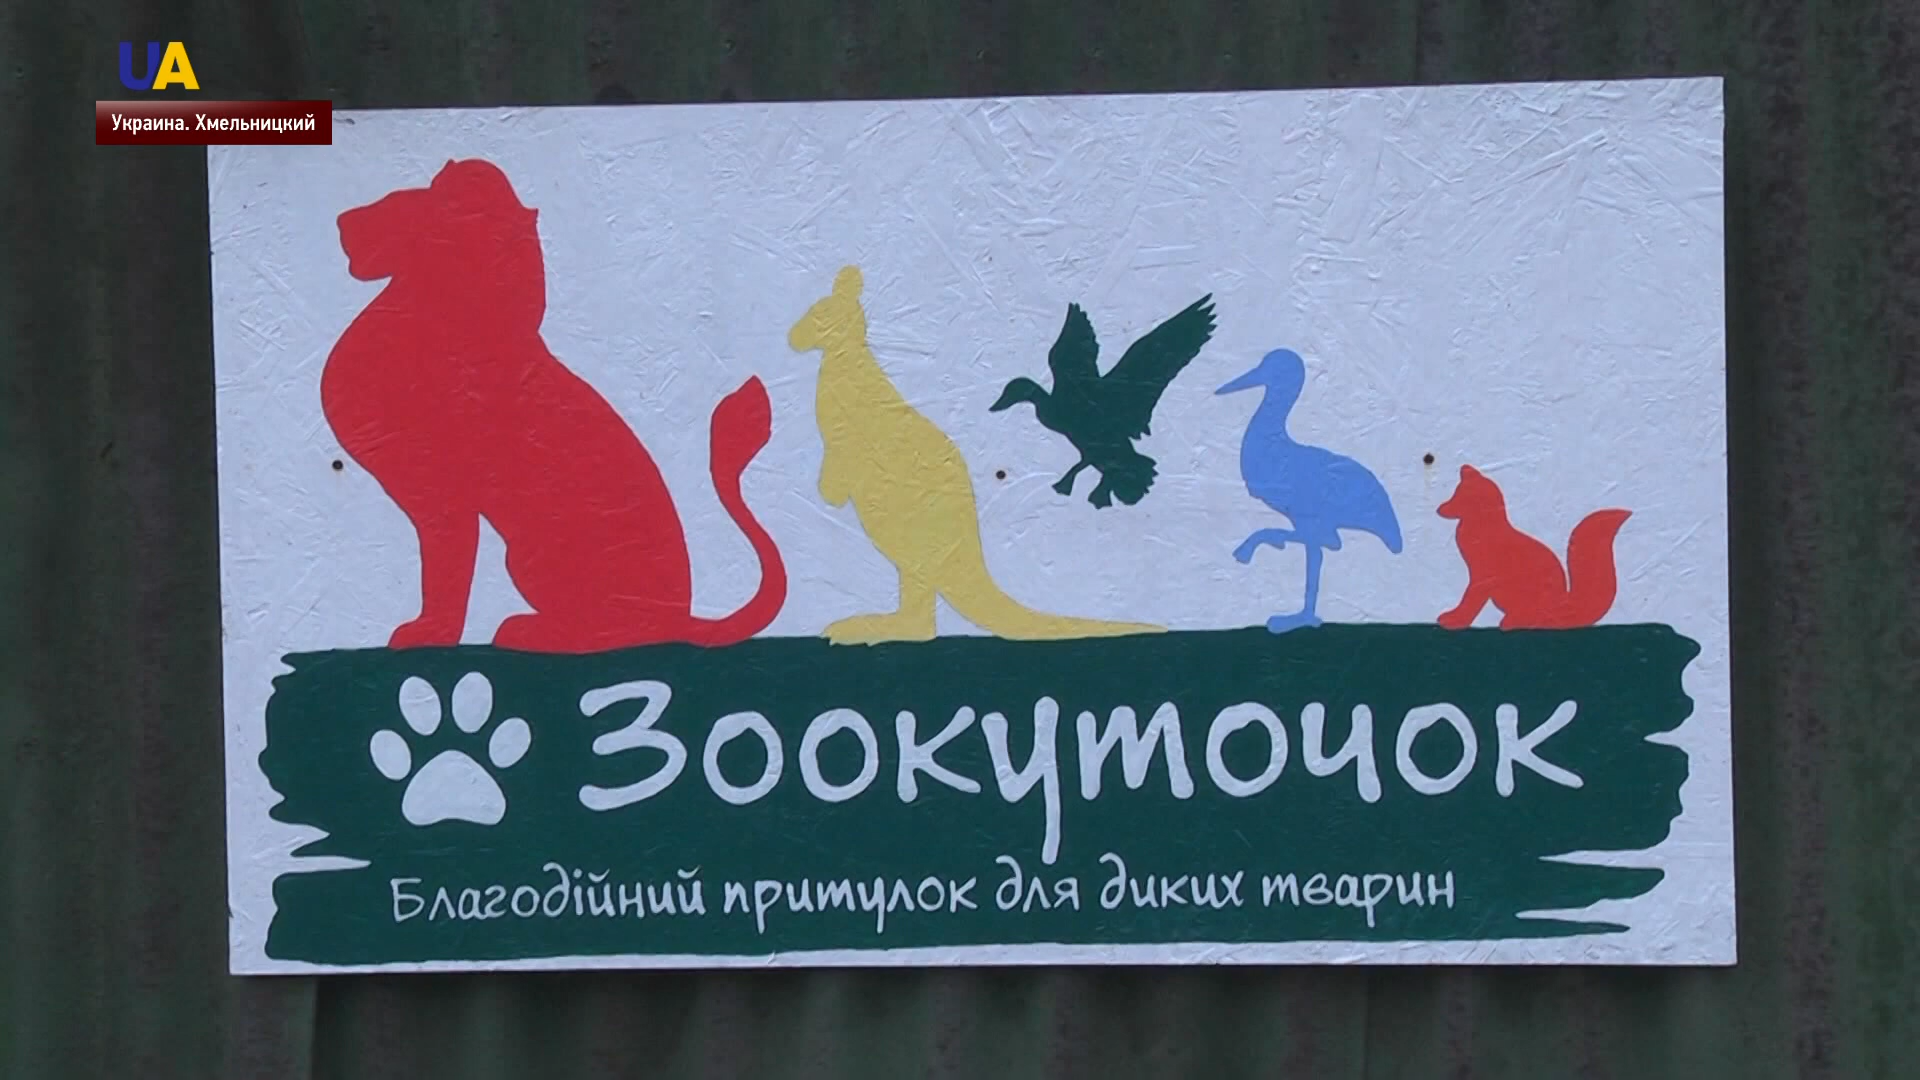 UA
Украина. Хмельницкий
Зоокуточок
Благодійний притулок для диких тварин